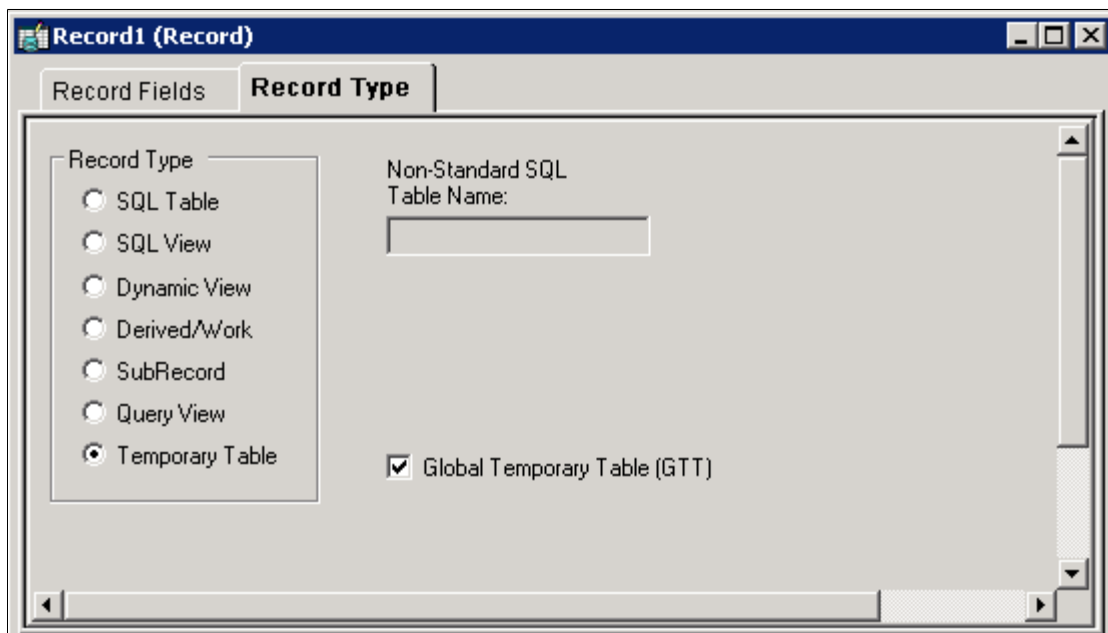 Record1 (Record)
Record Fields
Record Type
Record Type
SQL Table
SQL View
Dynamic View
Derived/Work
SubRecord
Query View
Temporary Table
Non-Standard SQL
Table Name:
Global Temporary Table (GTT)